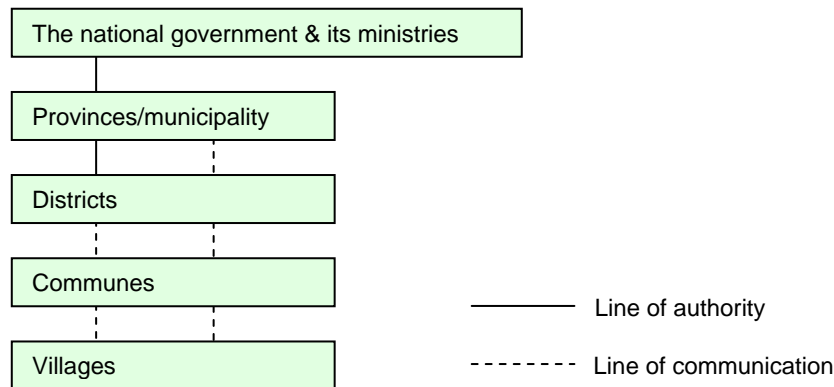 The national government & its ministries
Provinces/municipality
Districts
Communes
Line of authority
Villages
Line of communication